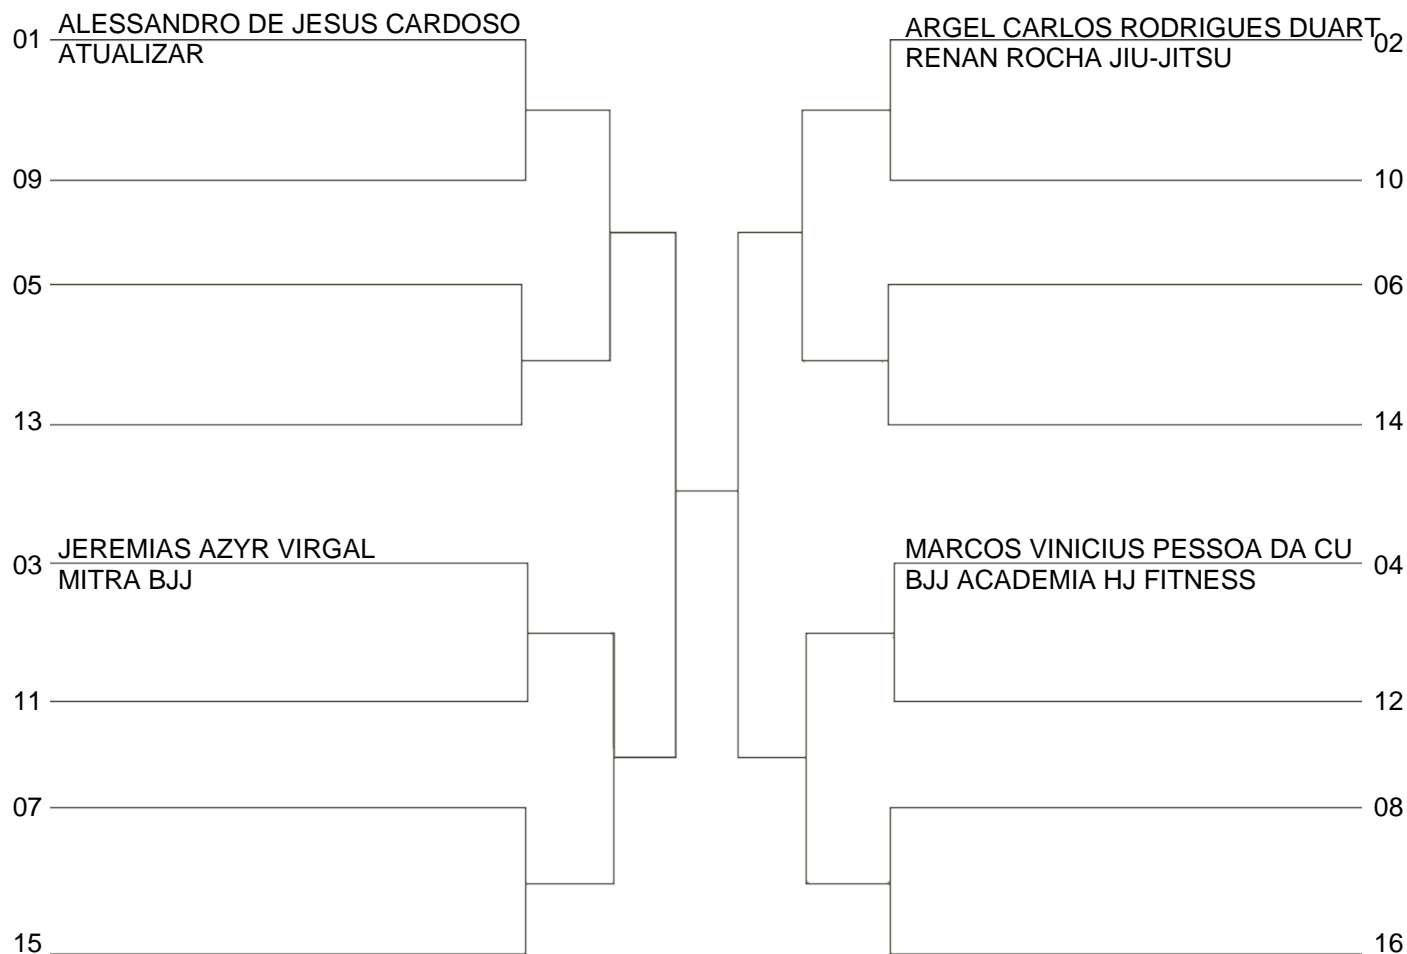 01 ALESSANDRO DE JESUS CARDOSO
ATUALIZAR
09
05
13
03 JEREMIAS AZYR VIRGAL
MITRA BJJ
11
07
15
ARGEL CARLOS RODRIGUES DUART 02
RENAN ROCHA JIU-JITSU
10
06
14
MARCOS VINICIUS PESSOA DA CU 04
BJJ ACADEMIA HJ FITNESS
12
08
16